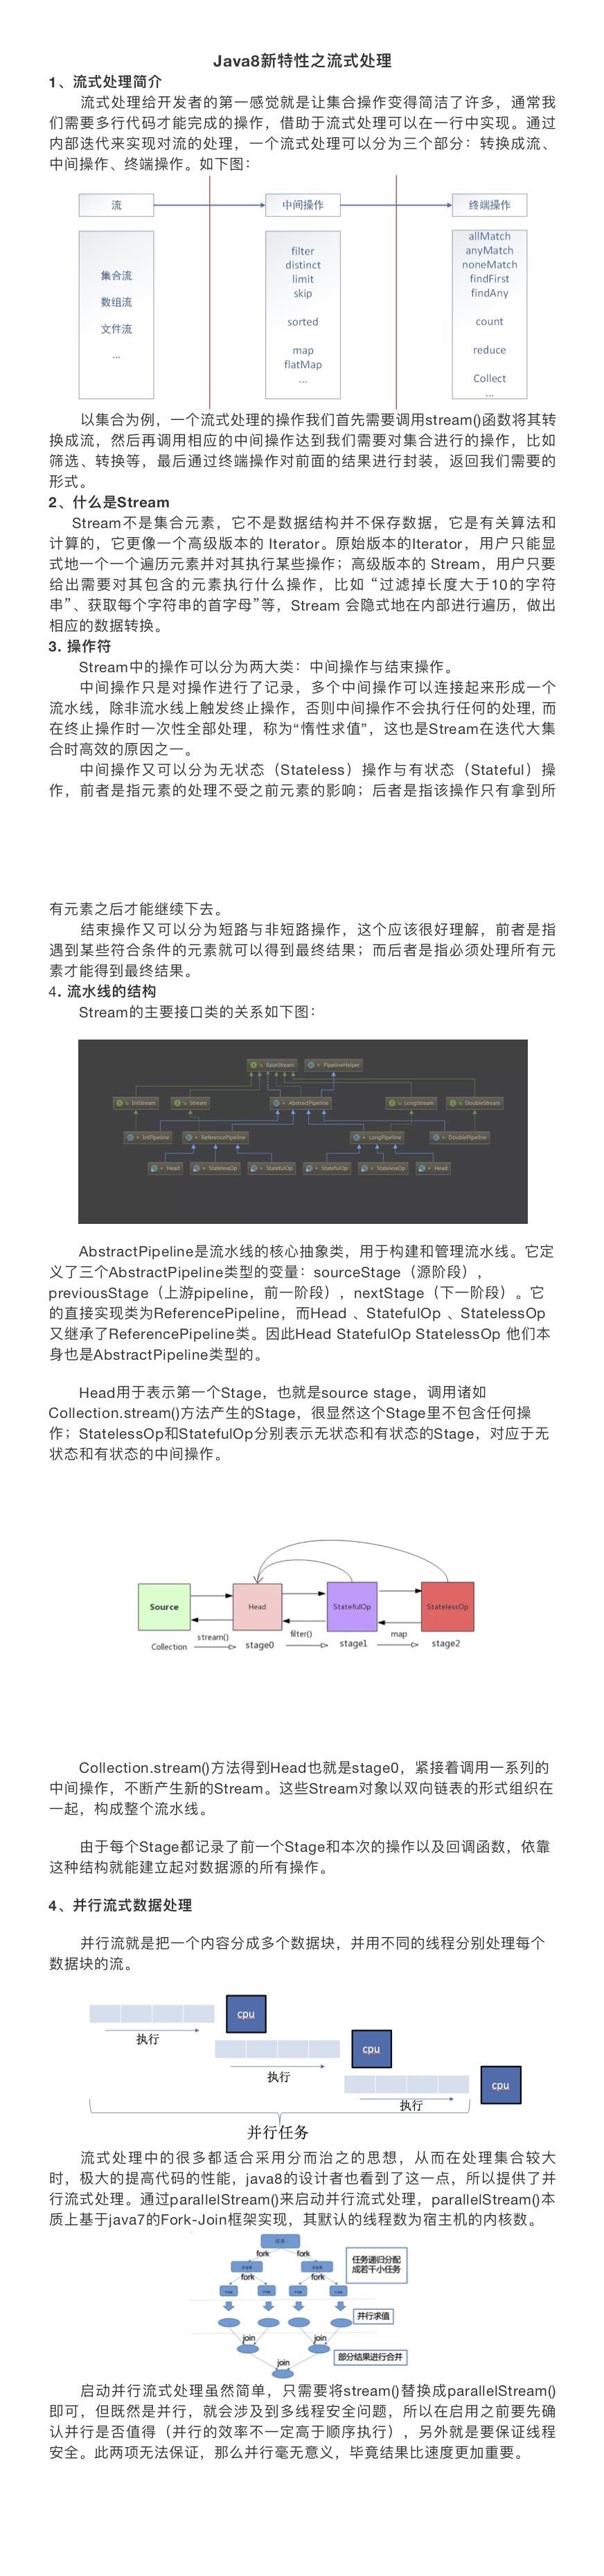 Java8新特性之流式处理
1、流式处理简介
流式处理给开发者的第一感觉就是让集合操作变得简洁了许多，通常我
们需要多行代码才能完成的操作，借助于流式处理可以在一行中实现。通过
内部迭代来实现对流的处理，一个流式处理可以分为三个部分：转换成流、
中间操作、终端操作。如下图：
流
中间操作
终端操作
集合流
数组流
文件流
...
filter
distinct
limit
skip
sorted
map
flatMap
...
allMatch
anyMatch
noneMatch
findFirst
findAny
count
reduce
Collect
...
以集合为例，一个流式处理的操作我们首先需要调用stream()函数将其转
换成流，然后再调用相应的中间操作达到我们需要对集合进行的操作，比如
筛选、转换等，最后通过终端操作对前面的结果进行封装，返回我们需要的
形式。
2、什么是Stream
Stream不是集合元素，它不是数据结构并不保存数据，它是有关算法和
计算的，它更像一个高级版本的 Iterator。原始版本的Iterator，用户只能显
式地一个一个遍历元素并对其执行某些操作；高级版本的 Stream，用户只要
给出需要对其包含的元素执行什么操作，比如 “过滤掉长度大于10的字符
串”、获取每个字符串的首字母”等，Stream 会隐式地在内部进行遍历，做出
相应的数据转换。
3. 操作符
Stream中的操作可以分为两大类：中间操作与结束操作。
中间操作只是对操作进行了记录，多个中间操作可以连接起来形成一个
流水线，除非流水线上触发终止操作，否则中间操作不会执行任何的处理, 而
在终止操作时一次性全部处理，称为“惰性求值”，这也是Stream在迭代大集
合时高效的原因之一。
中间操作又可以分为无状态（Stateless）操作与有状态（Stateful）操
作，前者是指元素的处理不受之前元素的影响；后者是指该操作只有拿到所
有元素之后才能继续下去。
结束操作又可以分为短路与非短路操作，这个应该很好理解，前者是指
遇到某些符合条件的元素就可以得到最终结果；而后者是指必须处理所有元
素才能得到最终结果。
4. 流水线的结构
Stream的主要接口类的关系如下图：
BaseStream
PipelineHelper
IntStream
Stream
AbstractPipeline
LongStream
DoubleStream
IntPipeline
ReferencePipeline
LongPipeline
DoublePipeline
Head
StatelessOp
StatefulOp
StatefulOp
StatelessOp
Head
AbstractPipeline是流水线的核心抽象类，用于构建和管理流水线。它定
义了三个AbstractPipeline类型的变量：sourceStage（源阶段），
previousStage（上游pipeline，前一阶段），nextStage（下一阶段）。它
的直接实现类为ReferencePipeline，而Head 、StatefulOp 、StatelessOp
又继承了ReferencePipeline类。因此Head StatefulOp StatelessOp 他们本
身也是AbstractPipeline类型的。
Head用于表示第一个Stage，也就是source stage，调用诸如
Collection.stream()方法产生的Stage，很显然这个Stage里不包含任何操
作；StatelessOp和StatefulOp分别表示无状态和有状态的Stage，对应于无
状态和有状态的中间操作。
Source
Head
StatefulOp
StatelessOp
Collection
stream()
stage0
filter()
stage1
map
stage2
Collection.stream()方法得到Head也就是stage0，紧接着调用一系列的
中间操作，不断产生新的Stream。这些Stream对象以双向链表的形式组织在
一起，构成整个流水线。
由于每个Stage都记录了前一个Stage和本次的操作以及回调函数，依靠
这种结构就能建立起对数据源的所有操作。
4、并行流式数据处理
并行流就是把一个内容分成多个数据块，并用不同的线程分别处理每个
数据块的流。
cpu
执行
cpu
执行
cpu
执行
并行任务
流式处理中的很多都适合采用分而治之的思想，从而在处理集合较大
时，极大的提高代码的性能，java8的设计者也看到了这一点，所以提供了并
行流式处理。通过parallelStream()来启动并行流式处理，parallelStream()本
质上基于java7的Fork-Join框架实现，其默认的线程数为宿主机的内核数。
fork
fork
fork
fork
任务递归分配
成若干小任务
并行求值
join
join
部分结果进行合并
join
启动并行流式处理虽然简单，只需要将stream()替换成parallelStream()
即可，但既然是并行，就会涉及到多线程安全问题，所以在启用之前要先确
认并行是否值得（并行的效率不一定高于顺序执行），另外就是要保证线程
安全。此两项无法保证，那么并行毫无意义，毕竟结果比速度更加重要。